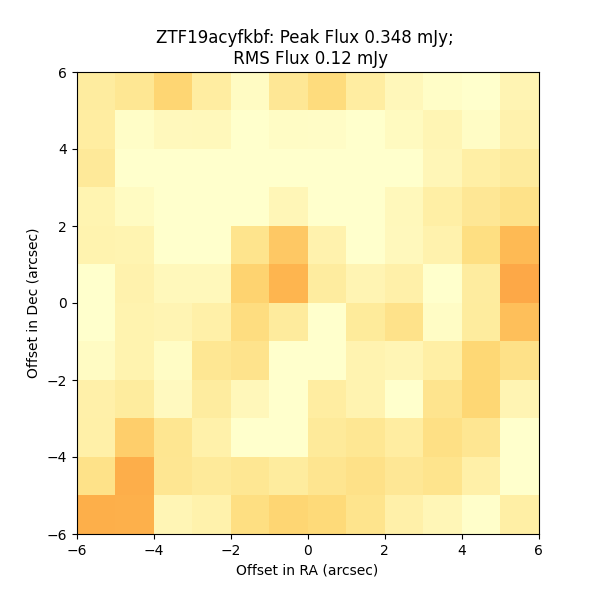 ZTF19acyfkbf: Peak Flux 0.348 mJy;
RMS Flux 0.12 mJy
6
4
2
0
−2
−4
−6
Offset in Dec (arcsec)
−6 −4 −2 0 2 4 6
Offset in RA (arcsec)